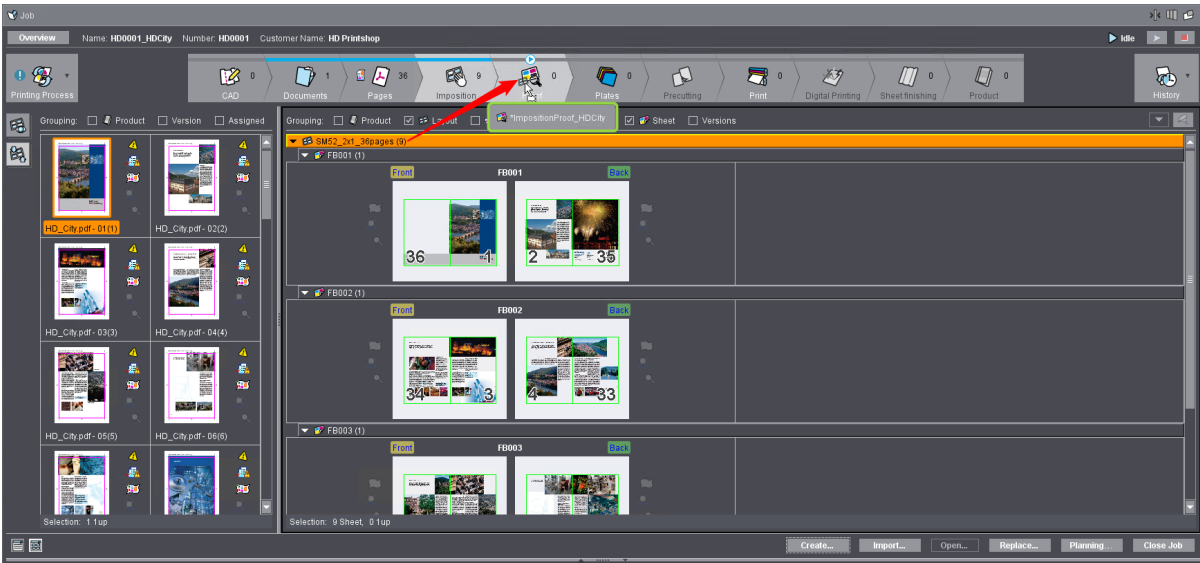 Job
Overview Name: HD0001_HDCity Number: HD0001 Customer Name: HD Printshop Idle
0 1 36 9 0 0 0 0 0
Printing Process CAD Documents Pages Imposition Plates Precutting Print Digital Printing Sheet finishing Product History
Grouping: Product Version Assigned
Grouping: Product Layout *ImpositionProof_HDCity Sheet Versions
SM52_2x1_36pages (9)
FB001 (1)
Front FB001 Back
36 2 35
HD_City.pdf - 01(1) HD_City.pdf - 02(2)
FB002 (1)
Front FB002 Back
HD_City.pdf - 03(3) HD_City.pdf - 04(4)
34 3 4 33
FB003 (1)
HD_City.pdf - 05(5) HD_City.pdf - 06(6)
Front FB003 Back
Selection: 1 1up
Selection: 9 Sheet, 0 1up
Create... Import... Open... Replace... Planning... Close Job